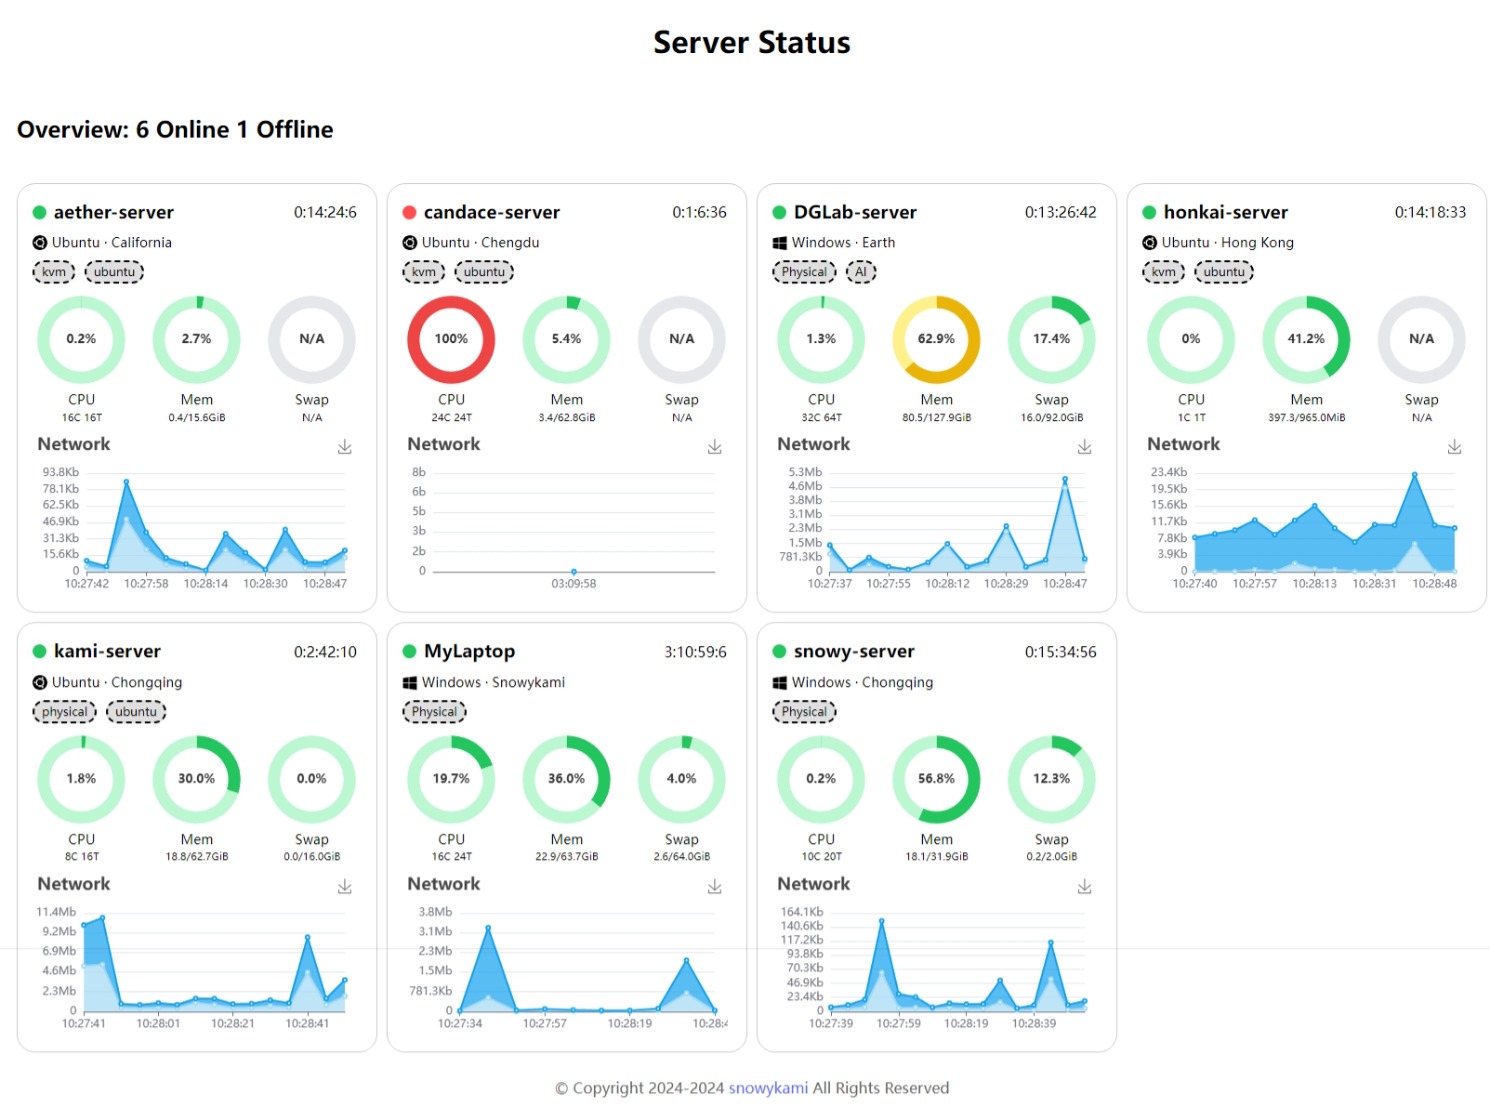 Server Status
Overview: 6 Online 1 Offline
aether-server 0:14:24:6
Ubuntu · California
kvm ubuntu
0.2% 2.7% N/A
CPU Mem Swap
16C 16T 0.4/15.6GiB N/A
Network
93.8Kb
78.1Kb
62.5Kb
46.9Kb
31.3Kb
15.6Kb
0
10:27:42 10:27:58 10:28:14 10:28:30 10:28:47
candace-server 0:1:6:36
Ubuntu · Chengdu
kvm ubuntu
100% 5.4% N/A
CPU Mem Swap
24C 24T 3.4/62.8GiB N/A
Network
8b
6b
5b
3b
2b
0
03:09:58
DGLab-server 0:13:26:42
Windows · Earth
Physical AI
1.3% 62.9% 17.4%
CPU Mem Swap
32C 64T 80.5/127.9GiB 16.0/92.0GiB
Network
5.3Mb
4.6Mb
3.8Mb
3.1Mb
2.3Mb
1.5Mb
781.3Kb
0
10:27:37 10:27:55 10:28:12 10:28:29 10:28:47
honkai-server 0:14:18:33
Ubuntu · Hong Kong
kvm ubuntu
0% 41.2% N/A
CPU Mem Swap
1C 1T 397.3/965.0MiB N/A
Network
23.4Kb
19.5Kb
15.6Kb
11.7Kb
7.8Kb
3.9Kb
0
10:27:40 10:27:57 10:28:13 10:28:31 10:28:48
kami-server 0:2:42:10
Ubuntu · Chongqing
physical ubuntu
1.8% 30.0% 0.0%
CPU Mem Swap
8C 16T 18.8/62.7GiB 0.0/16.0GiB
Network
11.4Mb
9.2Mb
6.9Mb
4.6Mb
2.3Mb
0
10:27:41 10:28:01 10:28:21 10:28:41
MyLaptop 3:10:59:6
Windows · Snowykami
Physical
19.7% 36.0% 4.0%
CPU Mem Swap
16C 24T 22.9/63.7GiB 2.6/64.0GiB
Network
3.8Mb
3.1Mb
2.3Mb
1.5Mb
781.3Kb
0
10:27:34 10:27:57 10:28:19 10:28:4
snowy-server 0:15:34:56
Windows · Chongqing
Physical
0.2% 56.8% 12.3%
CPU Mem Swap
10C 20T 18.1/31.9GiB 0.2/2.0GiB
Network
164.1Kb
140.6Kb
117.2Kb
93.8Kb
70.3Kb
46.9Kb
23.4Kb
0
10:27:39 10:27:59 10:28:19 10:28:39
© Copyright 2024-2024 snowykami All Rights Reserved